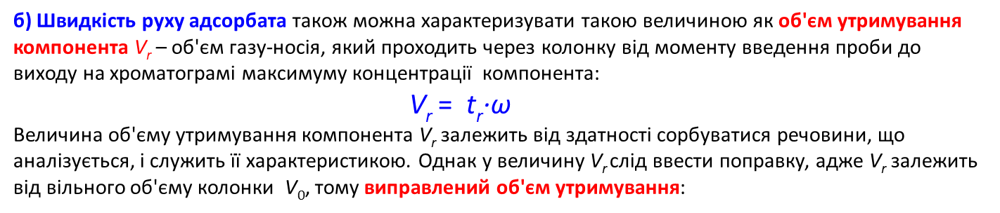 б) Швидкість руху адсорбата також можна характеризувати такою величиною як об'єм утримування
компонента Vr – об'єм газу-носія, який проходить через колонку від моменту введення проби до
виходу на хроматограмі максимуму концентрації компонента:
Vr = tr·ω
Величина об'єму утримування компонента Vr залежить від здатності сорбуватися речовини, що
аналізується, і служить її характеристикою. Однак у величину Vr слід ввести поправку, адже Vr залежить
від вільного об'єму колонки V0, тому виправлений об'єм утримування: